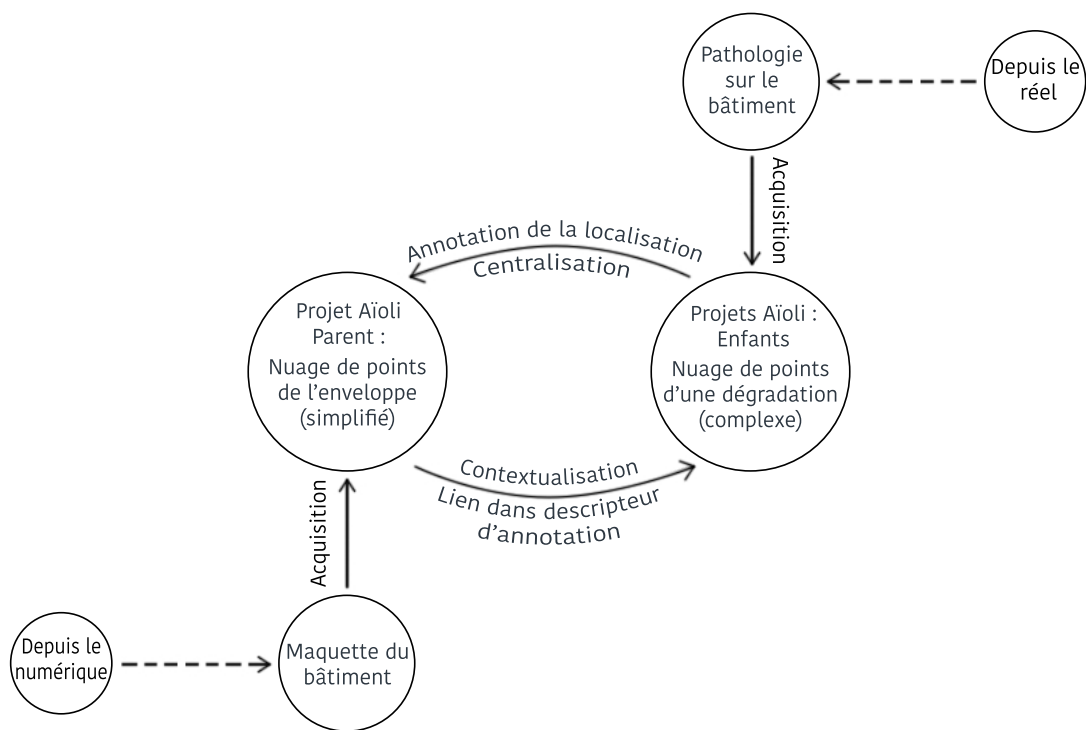 Pathologie
sur le
bâtiment
Depuis le
réel
Acquisition
Annotation de la localisation
Centralisation
Projet Aïoli
Parent :
Nuage de points
de l’enveloppe
(simplifié)
Projets Aïoli :
Enfants
Nuage de points
d’une dégradation
(complexe)
Contextualisation
Lien dans descripteur
d’annotation
Acquisition
Depuis le
numérique
Maquette du
bâtiment